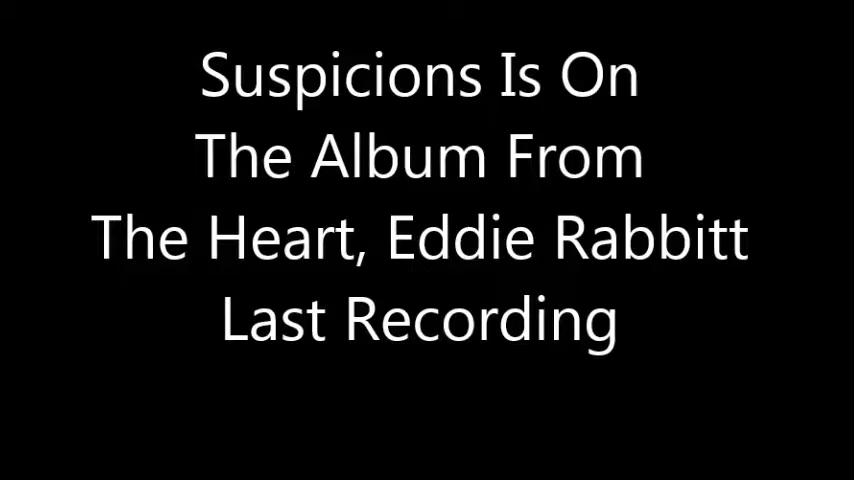 Suspicions Is On
The Album From
The Heart, Eddie Rabbitt
Last Recording